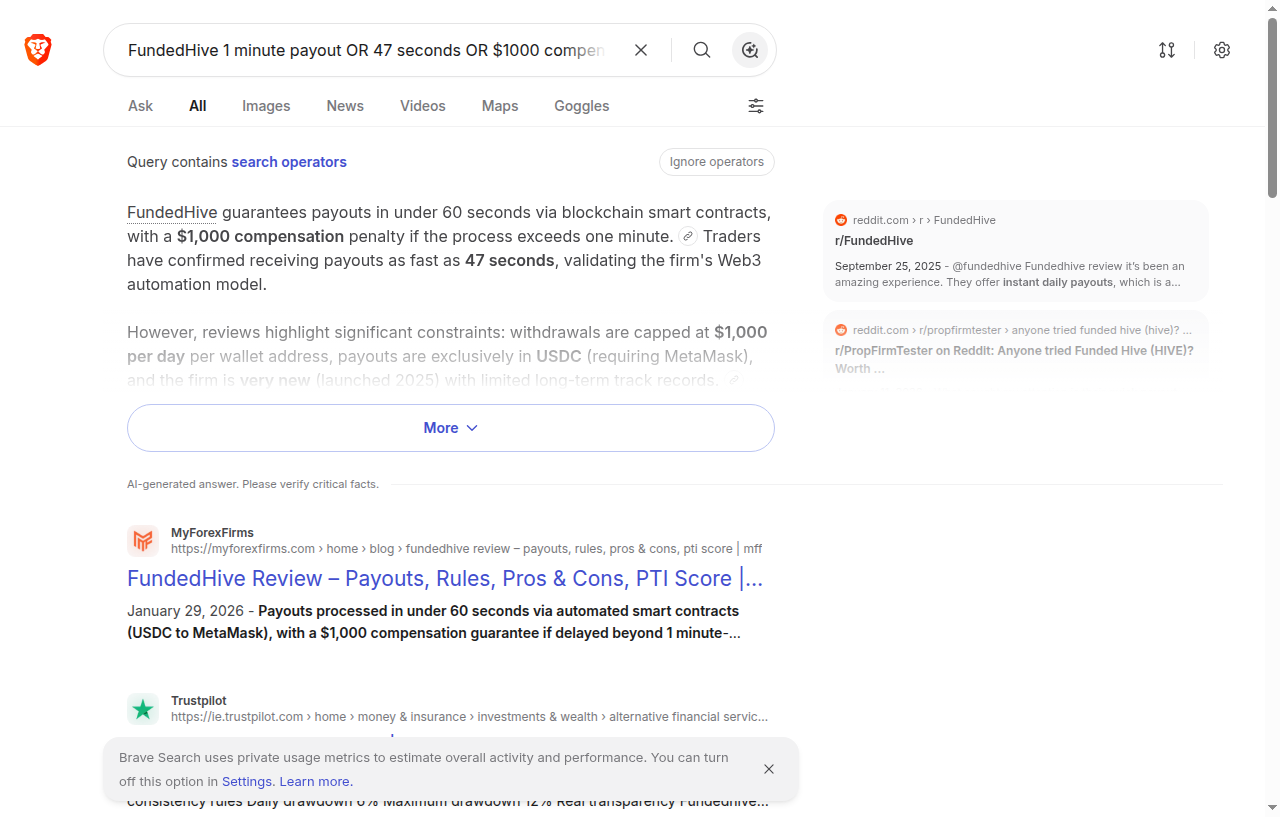 FundedHive 1 minute payout OR 47 seconds OR $1000 compen
Ask
All
Images
News
Videos
Maps
Goggles
Query contains search operators
Ignore operators
FundedHive guarantees payouts in under 60 seconds via blockchain smart contracts,
with a $1,000 compensation penalty if the process exceeds one minute. Traders
have confirmed receiving payouts as fast as 47 seconds, validating the firm's Web3
automation model.
However, reviews highlight significant constraints: withdrawals are capped at $1,000
per day per wallet address, payouts are exclusively in USDC (requiring MetaMask),
and the firm is very new (launched 2025) with limited long-term track records.
More
reddit.com › r › FundedHive
r/FundedHive
September 25, 2025 - @fundedhive Fundedhive review it's been an
amazing experience. They offer instant daily payouts, which is a...
reddit.com › r/propfirmtester › anyone tried funded hive (hive)? ...
r/PropFirmTester on Reddit: Anyone tried Funded Hive (HIVE)?
Worth ...
AI-generated answer. Please verify critical facts.
MyForexFirms
https://myforexfirms.com › home › blog › fundedhive review – payouts, rules, pros & cons, pti score | mff
FundedHive Review – Payouts, Rules, Pros & Cons, PTI Score |...
January 29, 2026 - Payouts processed in under 60 seconds via automated smart contracts
(USDC to MetaMask), with a $1,000 compensation guarantee if delayed beyond 1 minute-...
Trustpilot
https://ie.trustpilot.com › home › money & insurance › investments & wealth › alternative financial servic...
Brave Search uses private usage metrics to estimate overall activity and performance. You can turn
off this option in Settings. Learn more.
consistency rules Daily drawdown 6% Maximum drawdown 12% Real transparency FundedHive...